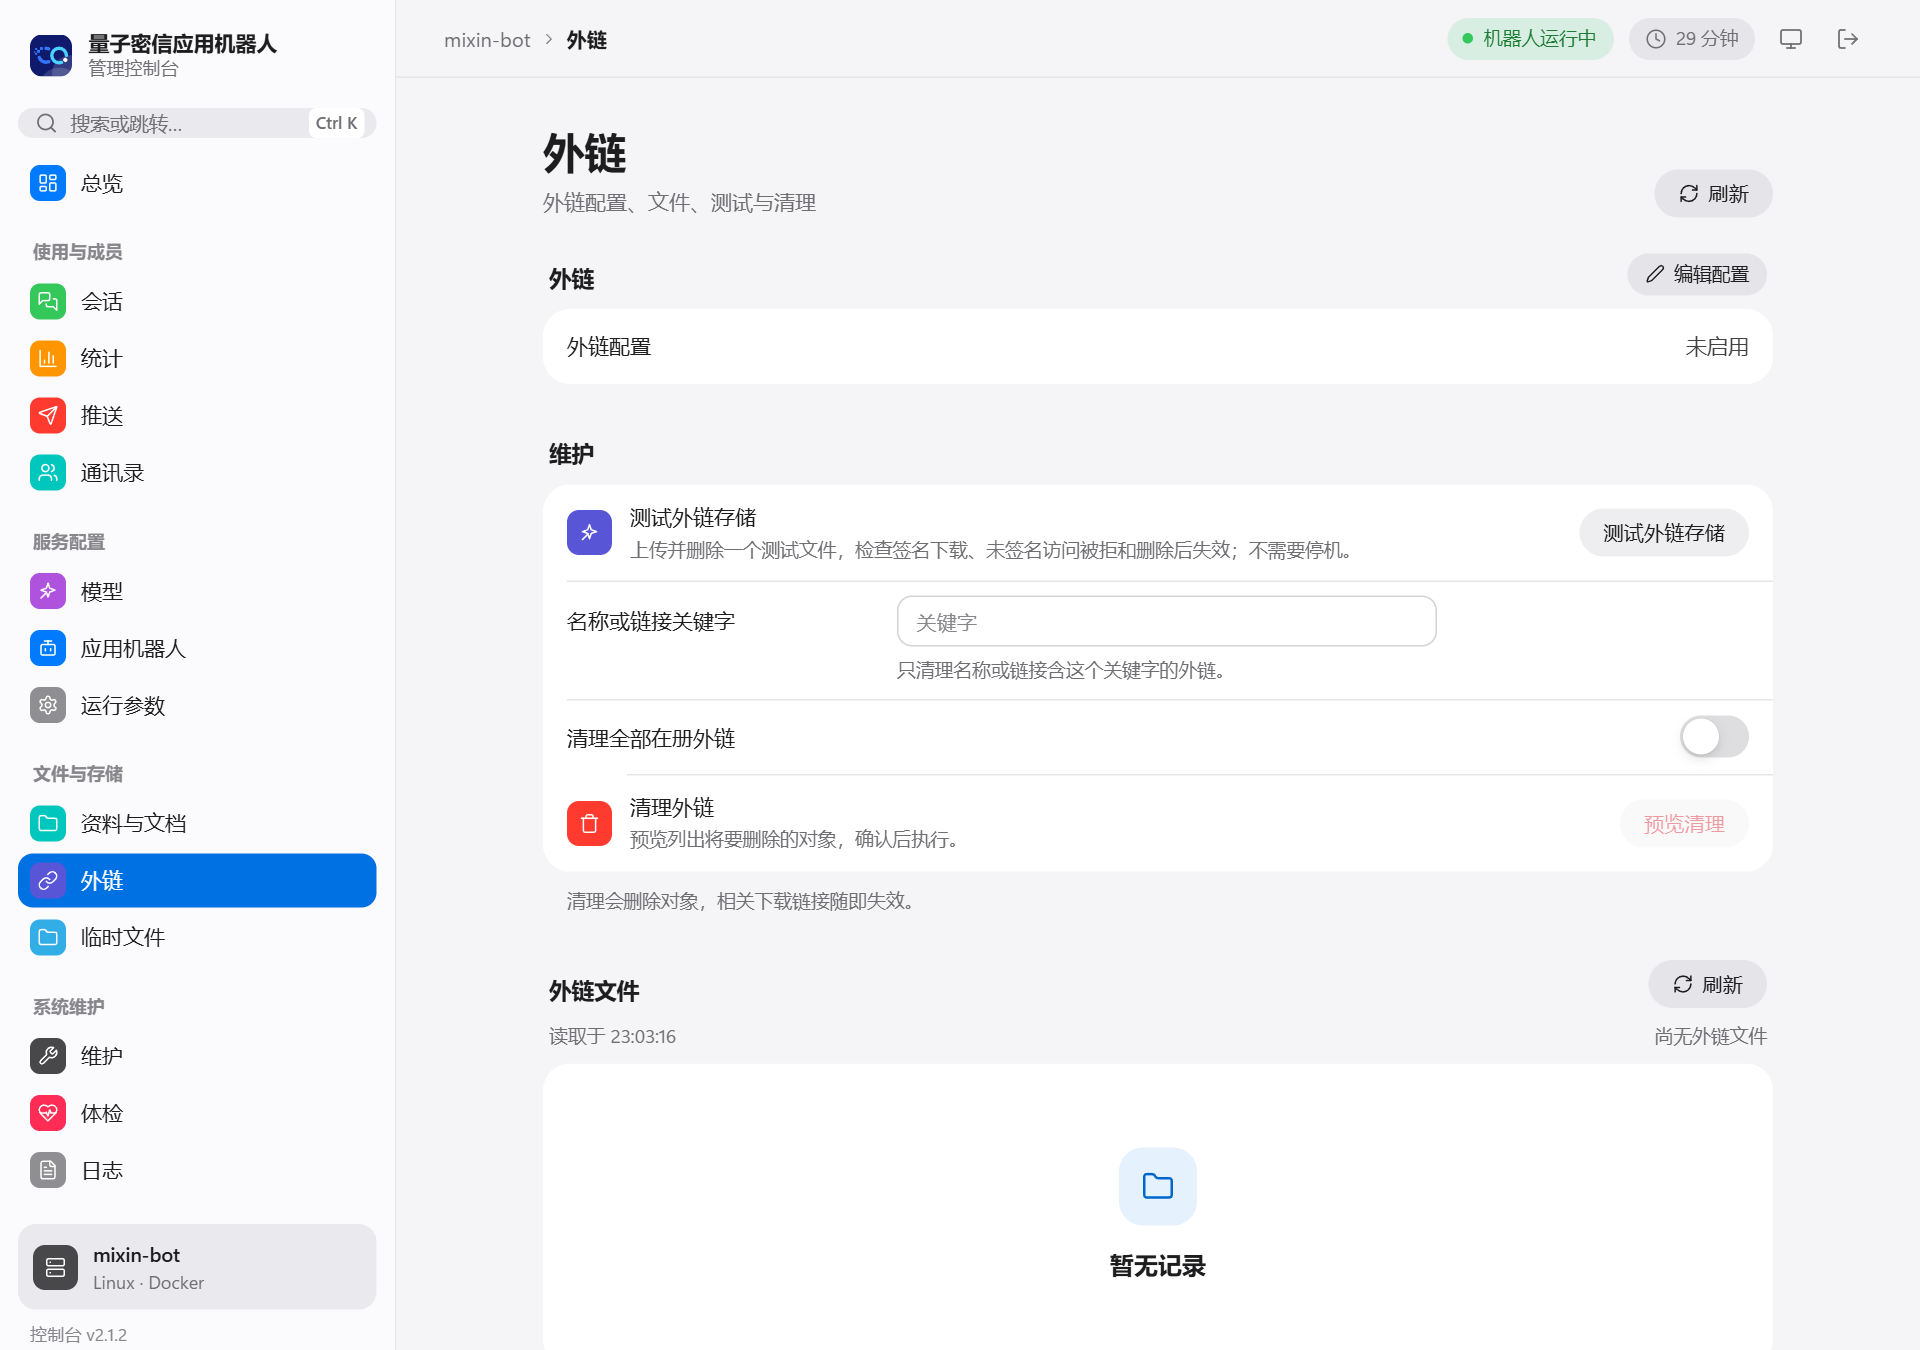 量子密信应用机器人
管理控制台
搜索或跳转...
Ctrl K
总览
使用与成员
会话
统计
推送
通讯录
服务配置
模型
应用机器人
运行参数
文件与存储
资料与文档
外链
临时文件
系统维护
维护
体检
日志
mixin-bot
Linux · Docker
控制台 v2.1.2
mixin-bot > 外链
机器人运行中
29 分钟
外链
外链配置、文件、测试与清理
刷新
外链
编辑配置
外链配置
未启用
维护
测试外链存储
上传并删除一个测试文件，检查签名下载、未签名访问被拒和删除后失效；不需要停机。
测试外链存储
名称或链接关键字
关键字
只清理名称或链接含这个关键字的外链。
清理全部在册外链
清理外链
预览列出将要删除的对象，确认后执行。
预览清理
清理会删除对象，相关下载链接随即失效。
外链文件
刷新
读取于 23:03:16
尚无外链文件
暂无记录